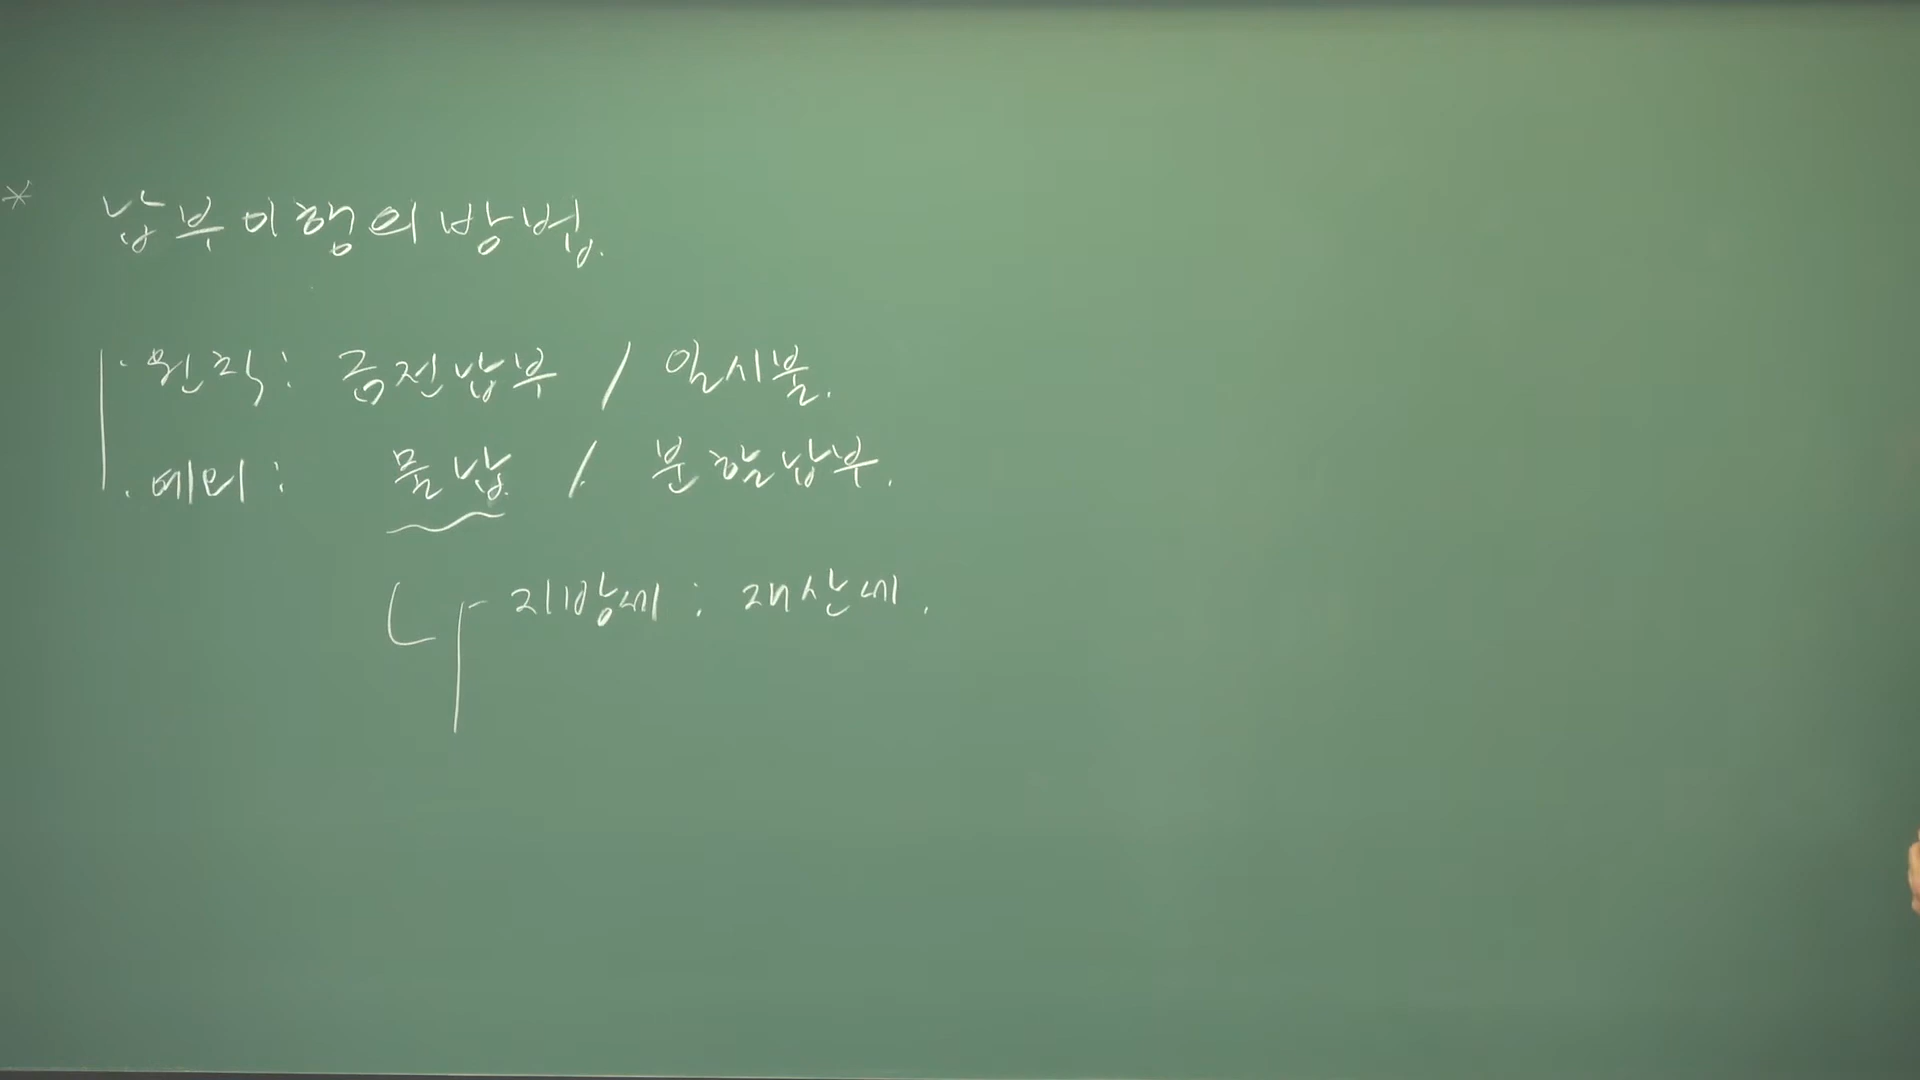 * 납부이행의 방법.
· 원칙 : 금전납부 / 일시불.
· 예외 : 물납 / 분할납부.
- 지방세 : 재산세.